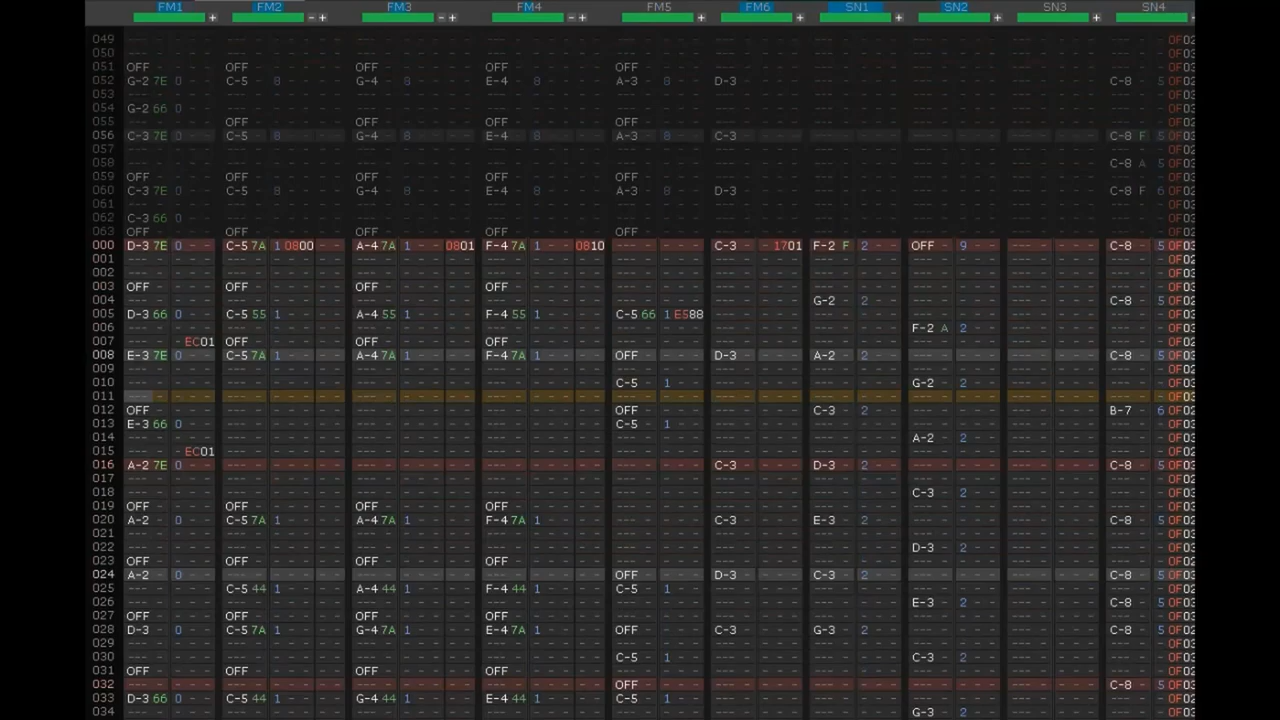 FM1 FM2 FM3 FM4 FM5 FM6 SN1 SN2 SN3 SN4
+ - + - + - + + + + + + +
049
050
051 OFF OFF OFF OFF OFF
052 G-2 7E 0 C-5 8 G-4 8 E-4 8 A-3 8 D-3 C-8 5
053
054 G-2 66 0
055 OFF OFF OFF OFF
056 C-3 7E 0 C-5 8 G-4 8 E-4 8 A-3 8 C-3 C-8 F 5
057
058 C-8 A 5
059 OFF OFF OFF OFF OFF
060 C-3 7E 0 C-5 8 G-4 8 E-4 8 A-3 8 D-3 C-8 F 6
061
062 C-3 66 0
063 OFF OFF OFF OFF OFF
000 D-3 7E 0 C-5 7A 1 0800 A-4 7A 1 0801 F-4 7A 1 0810 C-3 1701 F-2 F 2 OFF 9 C-8 5
001
002
003 OFF OFF OFF OFF
004 G-2 2 C-8 5
005 D-3 66 0 C-5 55 1 A-4 55 1 F-4 55 1 C-5 66 1 E588
006 F-2 A 2
007 EC01 OFF OFF OFF
008 E-3 7E 0 C-5 7A 1 A-4 7A 1 F-4 7A 1 OFF D-3 A-2 2 C-8 5
009
010 C-5 1 G-2 2
011
012 OFF OFF C-3 2 B-7 6
013 E-3 66 0 C-5 1
014 A-2 2
015 EC01
016 A-2 7E 0 C-3 D-3 2 C-8 5
017
018 C-3 2
019 OFF OFF OFF OFF
020 A-2 0 C-5 7A 1 A-4 7A 1 F-4 7A 1 C-3 E-3 2 C-8 5
021
022 D-3 2
023 OFF OFF OFF OFF
024 A-2 0 OFF D-3 C-3 2 C-8 5
025 C-5 44 1 A-4 44 1 F-4 44 1 C-5 1
026 E-3 2 C-8 5
027 OFF OFF OFF OFF
028 D-3 0 C-5 7A 1 G-4 7A 1 E-4 7A 1 OFF C-3 G-3 2 C-8 5
029
030 C-5 1 C-3 2
031 OFF OFF OFF OFF
032 OFF C-8 5
033 D-3 66 0 C-5 44 1 G-4 44 1 E-4 44 1 C-5 1
034 G-3 2